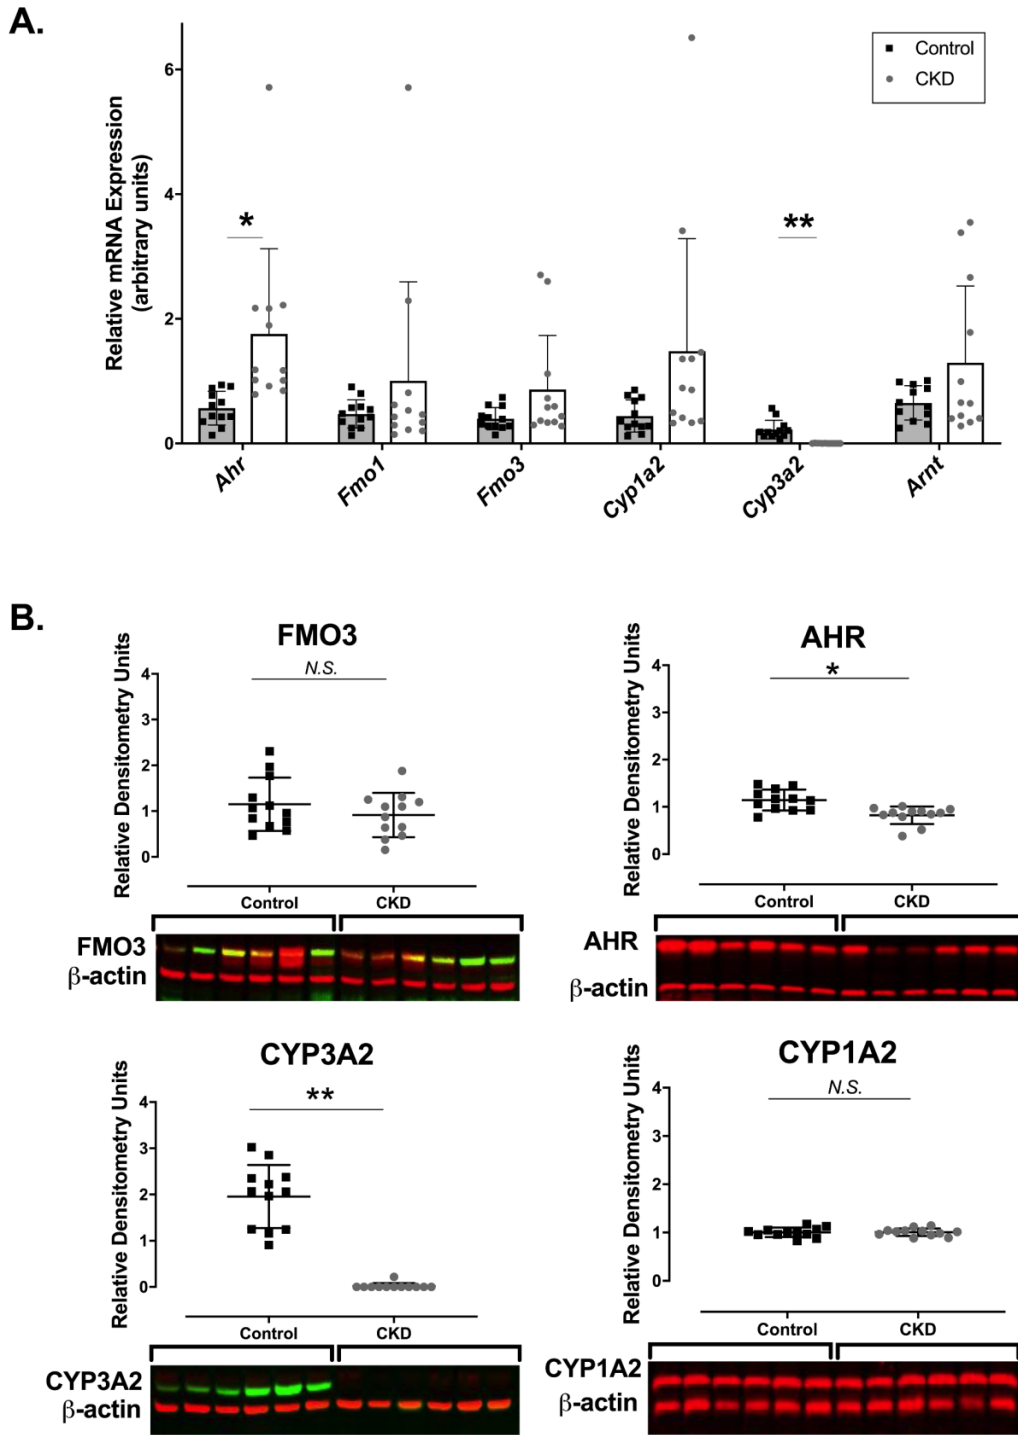 A.
Relative mRNA Expression
(arbitrary units)
6
4
2
0
*
**
Control
CKD
Ahr
Fmo1
Fmo3
Cyp1a2
Cyp3a2
Arnt
B.
FMO3
N.S.
Relative Densitometry Units
4
3
2
1
0
Control
CKD
FMO3
β-actin
AHR
*
Relative Densitometry Units
4
3
2
1
0
Control
CKD
AHR
β-actin
CYP3A2
**
Relative Densitometry Units
4
3
2
1
0
Control
CKD
CYP3A2
β-actin
CYP1A2
N.S.
Relative Densitometry Units
4
3
2
1
0
Control
CKD
CYP1A2
β-actin